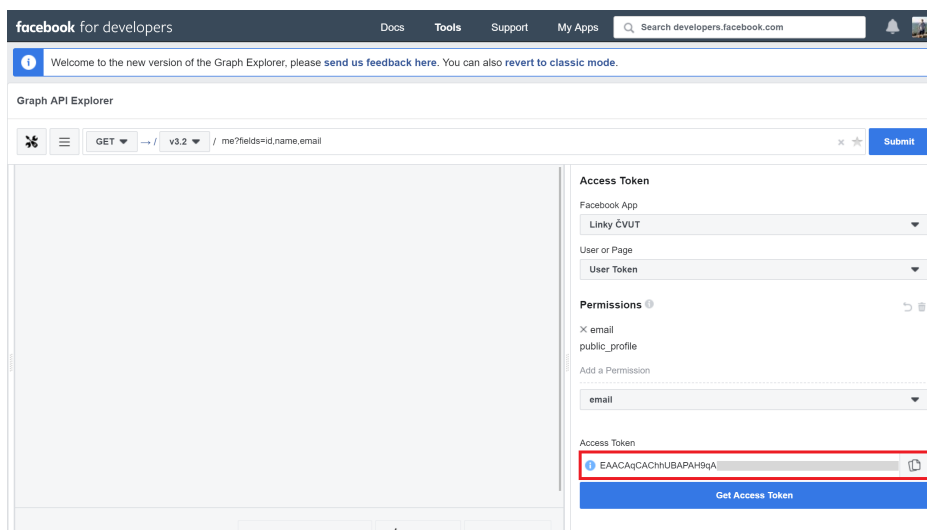 facebook for developers Docs Tools Support My Apps Search developers.facebook.com
Welcome to the new version of the Graph Explorer, please send us feedback here. You can also revert to classic mode.
Graph API Explorer
GET → / v3.2 / me?fields=id,name,email Submit
Access Token
Facebook App
Linky ČVUT
User or Page
User Token
Permissions
email
public_profile
Add a Permission
email
Access Token
EAACAqCAChhUBAPAH9qA
Get Access Token